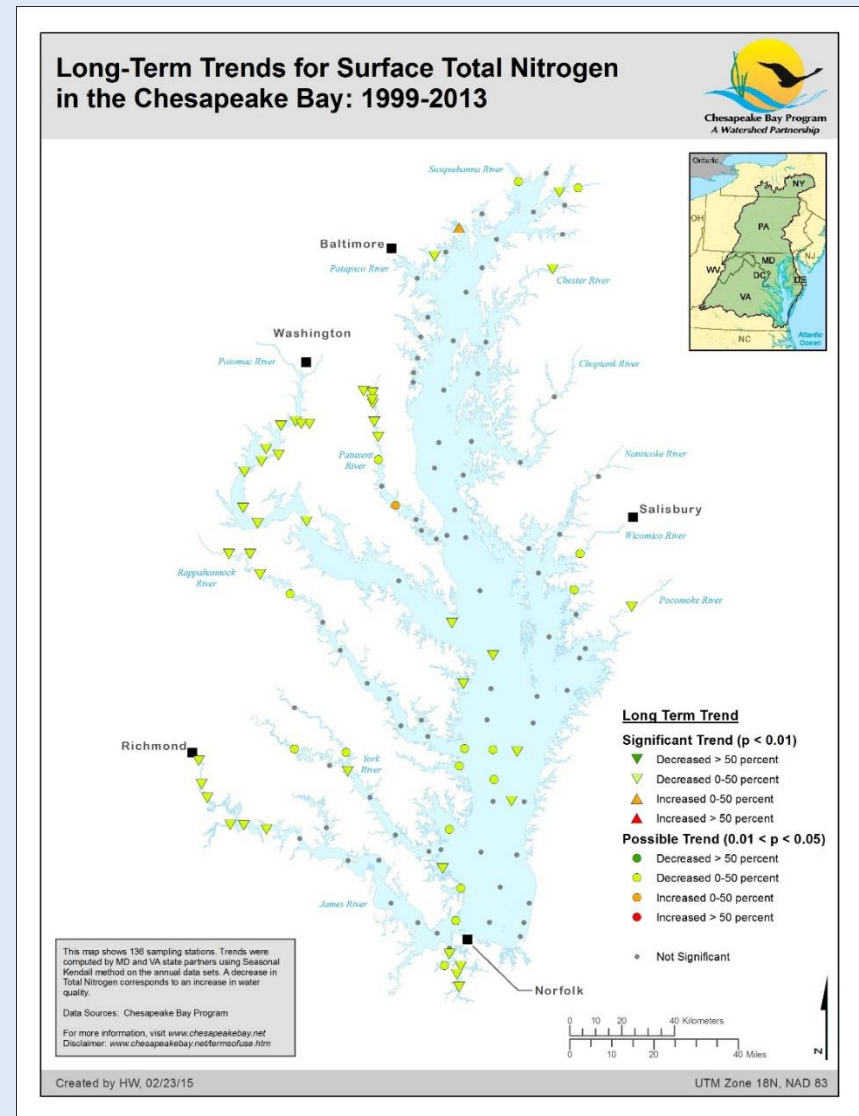 Long-Term Trends for Surface Total Nitrogen
in the Chesapeake Bay: 1999-2013
Chesapeake Bay Program
A Watershed Partnership
Ontario
NY
OH
PA
NJ
MD
WV
DC
DE
VA
NC
Atlantic
Ocean
Susquehanna River
Baltimore
Patapsco River
Chester River
Washington
Potomac River
Choptank River
Patuxent
River
Nanticoke River
Salisbury
Wicomico River
Rappahannock
River
Pocomoke River
Richmond
York
River
James River
Norfolk
Long Term Trend
Significant Trend (p < 0.01)
Decreased > 50 percent
Decreased 0-50 percent
Increased 0-50 percent
Increased > 50 percent
Possible Trend (0.01 < p < 0.05)
Decreased > 50 percent
Decreased 0-50 percent
Increased 0-50 percent
Increased > 50 percent
Not Significant
This map shows 136 sampling stations. Trends were
computed by MD and VA state partners using Seasonal
Kendall method on the annual data sets. A decrease in
Total Nitrogen corresponds to an increase in water
quality.
Data Sources: Chesapeake Bay Program
For more information, visit www.chesapeakebay.net
Disclaimer: www.chesapeakebay.net/termsofuse.htm
0 10 20 40 Kilometers
0 10 20 40 Miles
N
Created by HW, 02/23/15
UTM Zone 18N, NAD 83